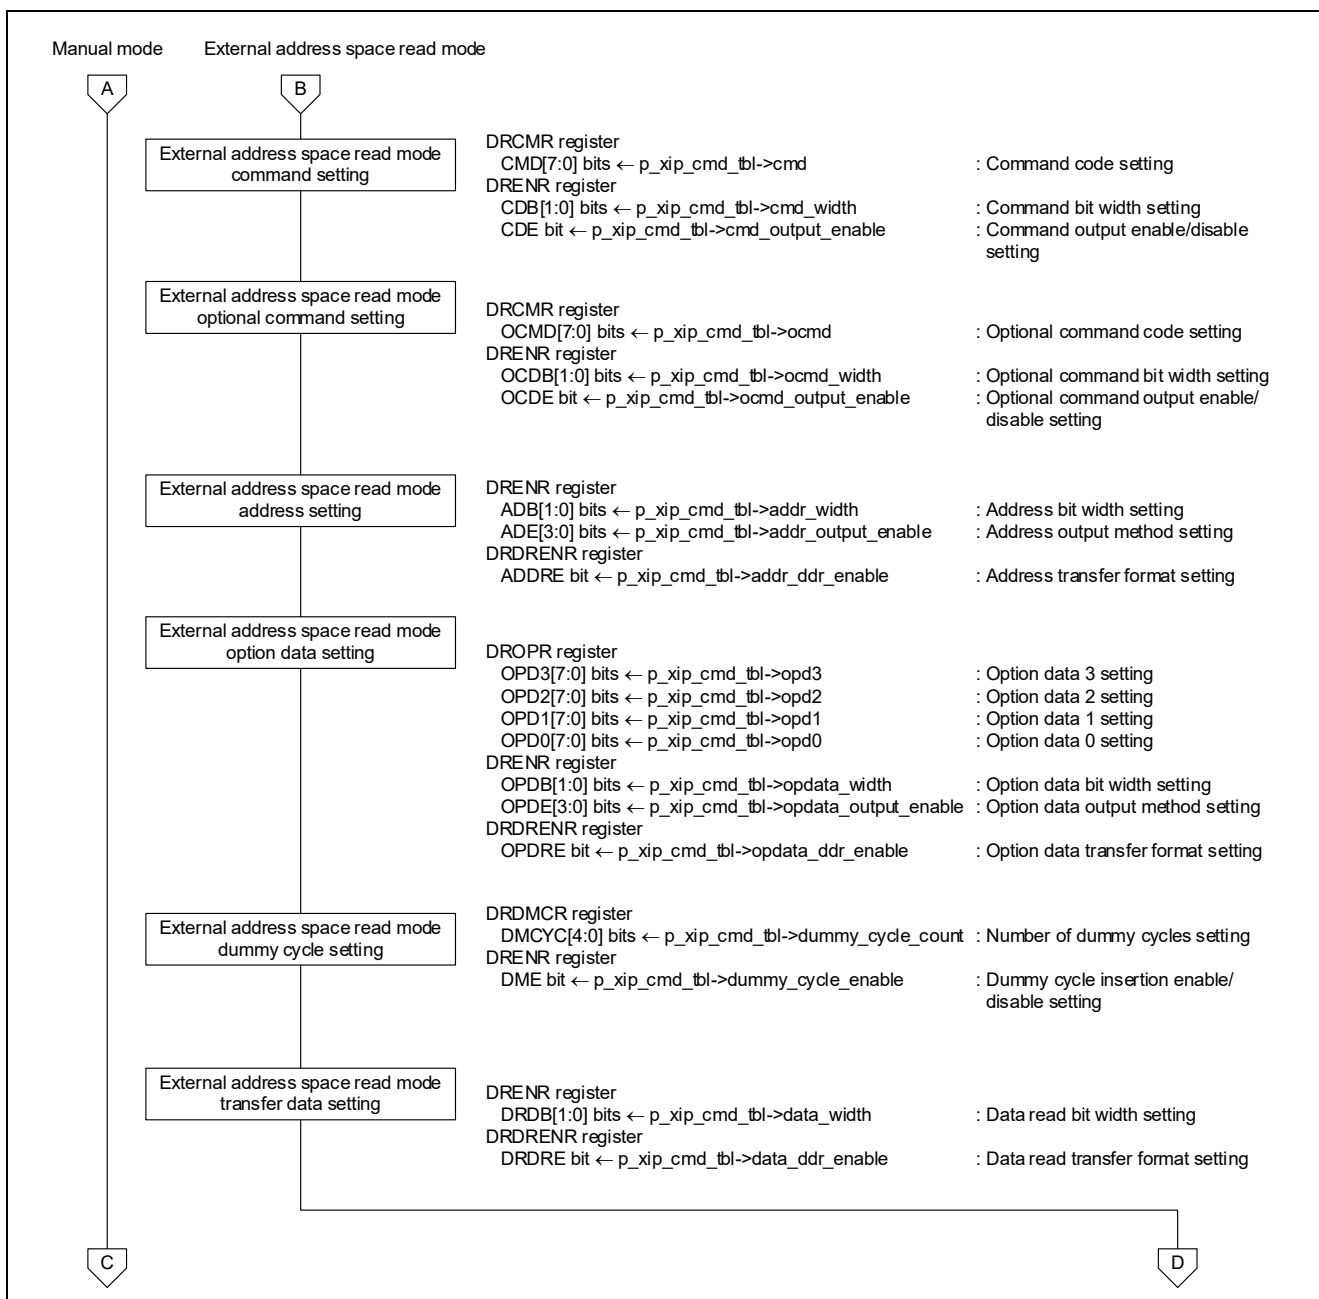 Manual mode External address space read mode
A B
External address space read mode
command setting
DRCMR register
CMD[7:0] bits ← p_xip_cmd_tbl->cmd : Command code setting
DRENR register
CDB[1:0] bits ← p_xip_cmd_tbl->cmd_width : Command bit width setting
CDE bit ← p_xip_cmd_tbl->cmd_output_enable : Command output enable/disable
setting
External address space read mode
optional command setting
DRCMR register
OCMD[7:0] bits ← p_xip_cmd_tbl->ocmd : Optional command code setting
DRENR register
OCDB[1:0] bits ← p_xip_cmd_tbl->ocmd_width : Optional command bit width setting
OCDE bit ← p_xip_cmd_tbl->ocmd_output_enable : Optional command output enable/
disable setting
External address space read mode
address setting
DRENR register
ADB[1:0] bits ← p_xip_cmd_tbl->addr_width : Address bit width setting
ADE[3:0] bits ← p_xip_cmd_tbl->addr_output_enable : Address output method setting
DRDRENR register
ADDRE bit ← p_xip_cmd_tbl->addr_ddr_enable : Address transfer format setting
External address space read mode
option data setting
DROPR register
OPD3[7:0] bits ← p_xip_cmd_tbl->opd3 : Option data 3 setting
OPD2[7:0] bits ← p_xip_cmd_tbl->opd2 : Option data 2 setting
OPD1[7:0] bits ← p_xip_cmd_tbl->opd1 : Option data 1 setting
OPD0[7:0] bits ← p_xip_cmd_tbl->opd0 : Option data 0 setting
DRENR register
OPDB[1:0] bits ← p_xip_cmd_tbl->opdata_width : Option data bit width setting
OPDE[3:0] bits ← p_xip_cmd_tbl->opdata_output_enable : Option data output method setting
DRDRENR register
OPDRE bit ← p_xip_cmd_tbl->opdata_ddr_enable : Option data transfer format setting
External address space read mode
dummy cycle setting
DRDMCR register
DMCYC[4:0] bits ← p_xip_cmd_tbl->dummy_cycle_count : Number of dummy cycles setting
DRENR register
DME bit ← p_xip_cmd_tbl->dummy_cycle_enable : Dummy cycle insertion enable/
disable setting
External address space read mode
transfer data setting
DRENR register
DRDB[1:0] bits ← p_xip_cmd_tbl->data_width : Data read bit width setting
DRDRENR register
DRDRE bit ← p_xip_cmd_tbl->data_ddr_enable : Data read transfer format setting
C D